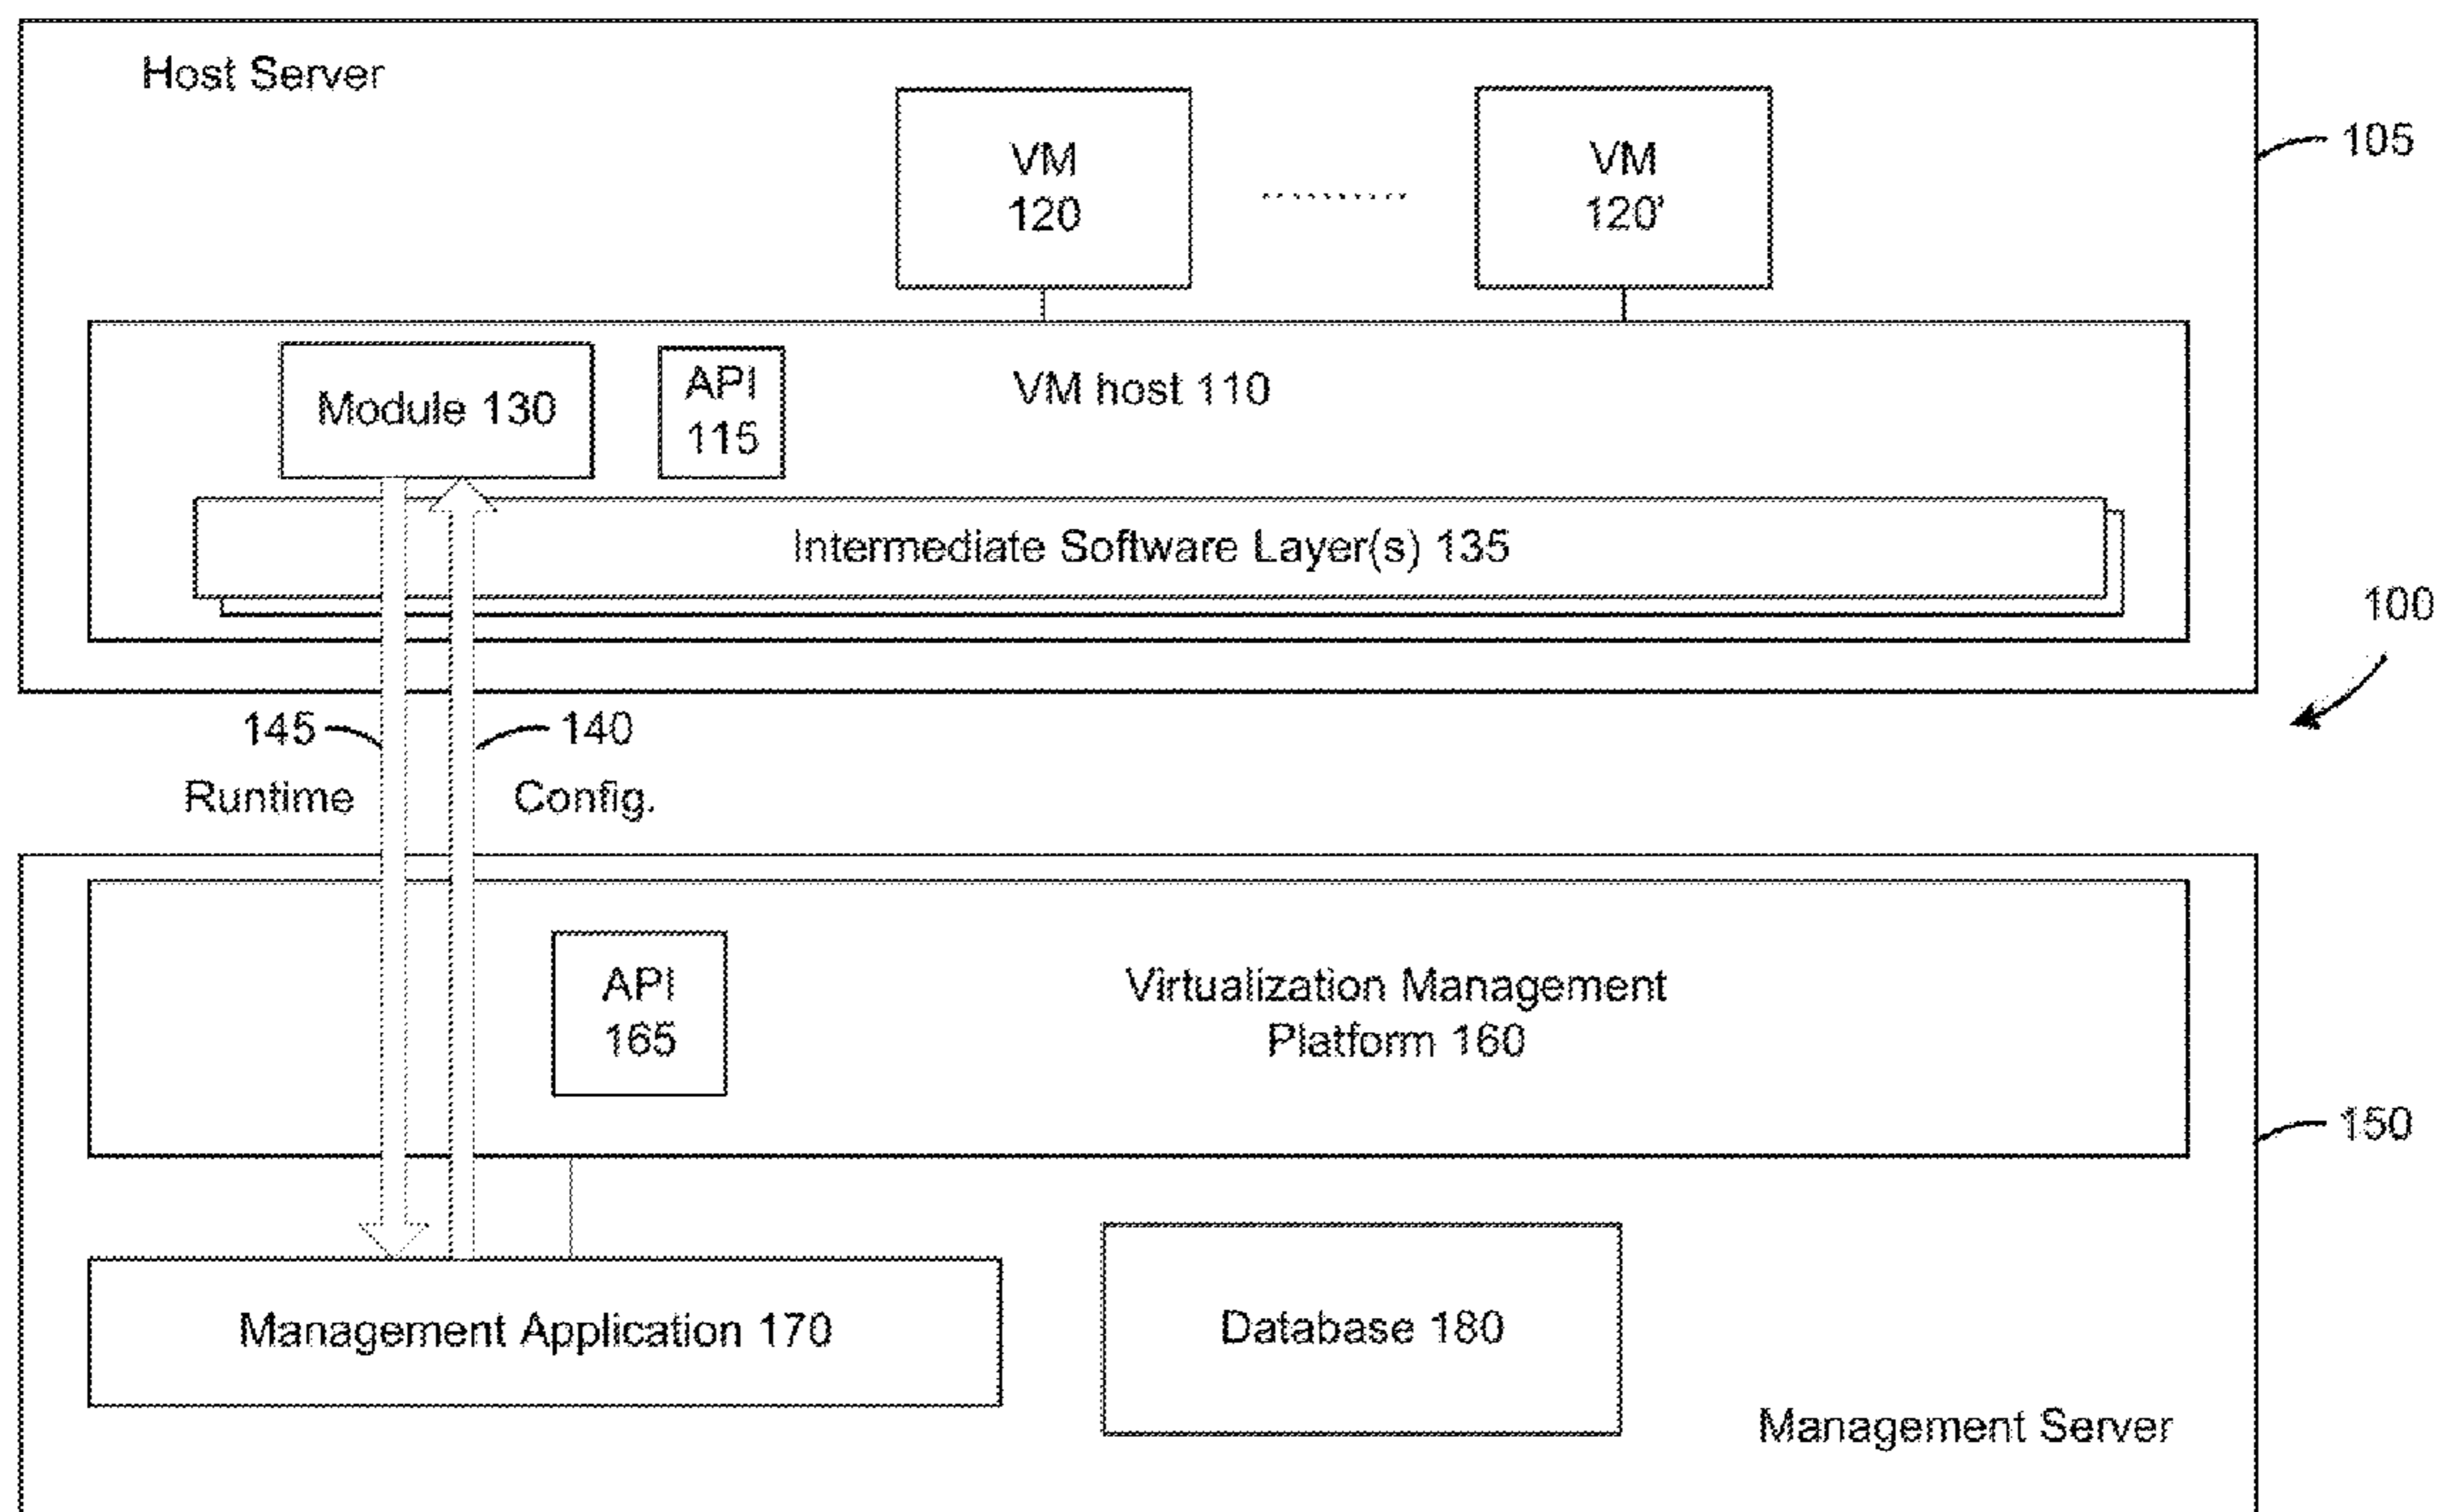 Host Server
VM
120
VM
120'
105
Module 130
API
115
VM host 110
Intermediate Software Layer(s) 135
100
145
140
Runtime
Config.
API
165
Virtualization Management
Platform 160
150
Management Application 170
Database 180
Management Server